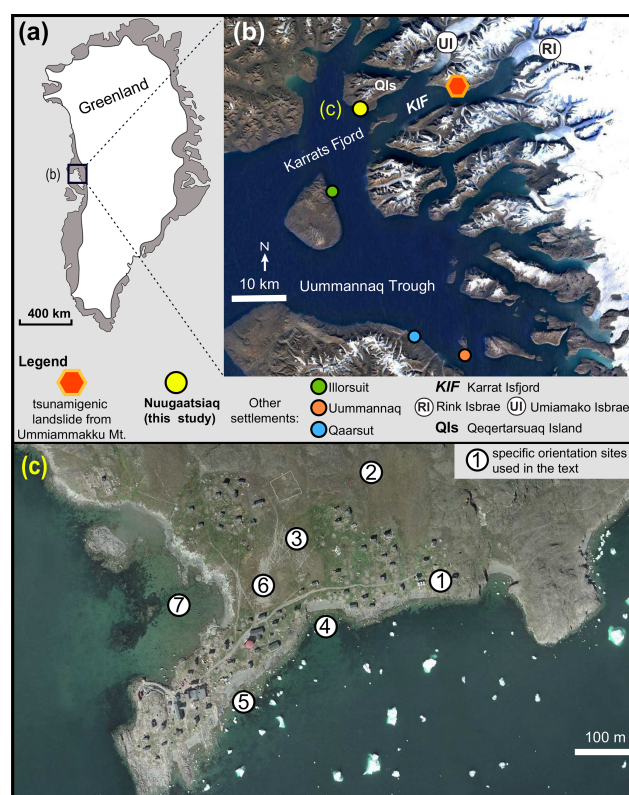 (a)
Greenland
(b)
400 km
(b)
UI
RI
QIs
(c)
KIF
Karrats Fjord
N
10 km
Uummannaq Trough
Legend
tsunamigenic
landslide from
Ummiammakku Mt.
Nuugaatsiaq
(this study)
Other
settlements:
Illorsuit
Uummannaq
Qaarsut
KIF Karrat Isfjord
RI Rink Isbrae UI Umiamako Isbrae
QIs Qeqertarsuaq Island
(c)
1 specific orientation sites
used in the text
2
3
1
6
7
4
5
100 m